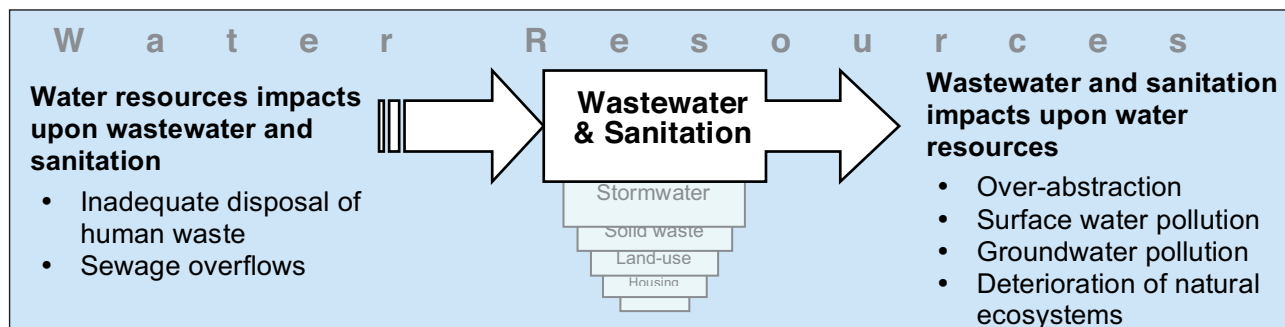 Water Resources
Water resources impacts
upon wastewater and
sanitation
• Inadequate disposal of
human waste
• Sewage overflows
Wastewater
& Sanitation
Stormwater
Solid waste
Land-use
Housing
Wastewater and sanitation
impacts upon water
resources
• Over-abstraction
• Surface water pollution
• Groundwater pollution
• Deterioration of natural
ecosystems